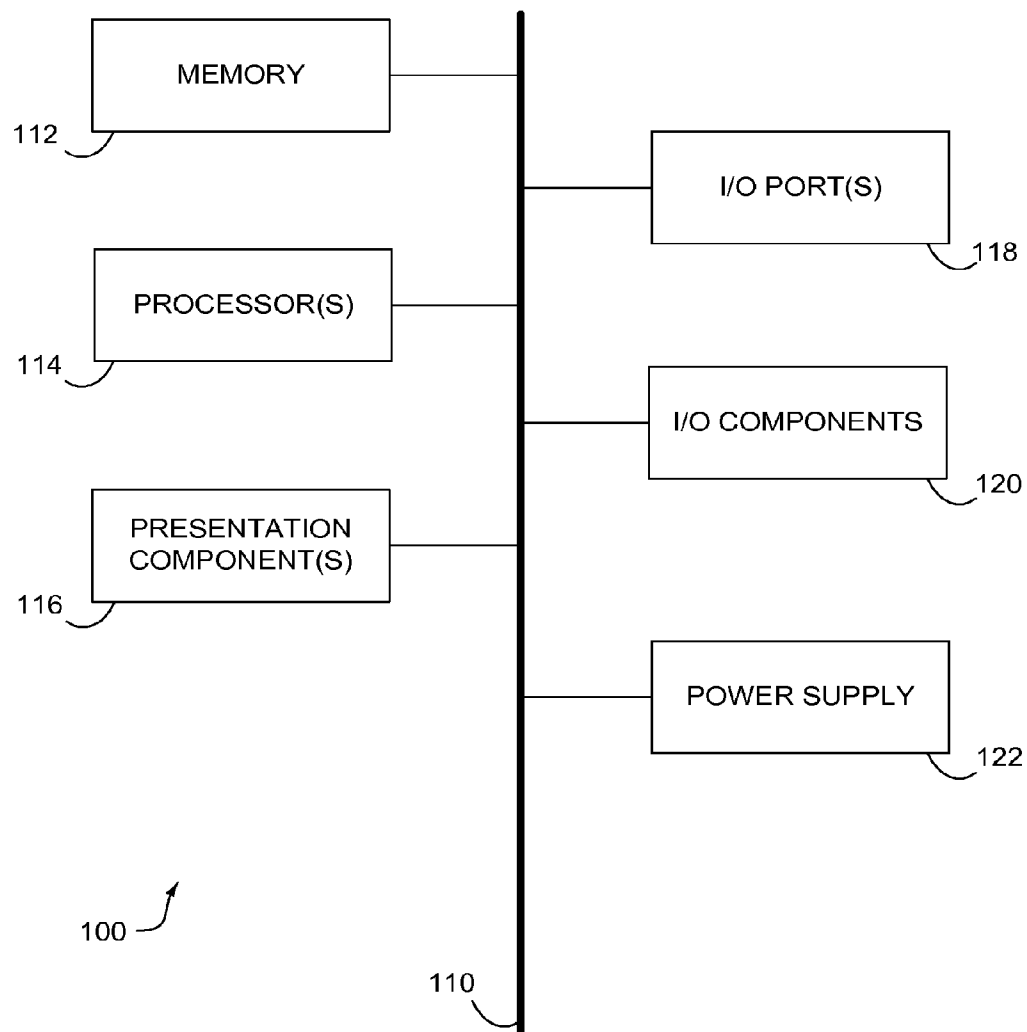 MEMORY
112
I/O PORT(S)
118
PROCESSOR(S)
114
I/O COMPONENTS
120
PRESENTATION
COMPONENT(S)
116
POWER SUPPLY
122
100
110